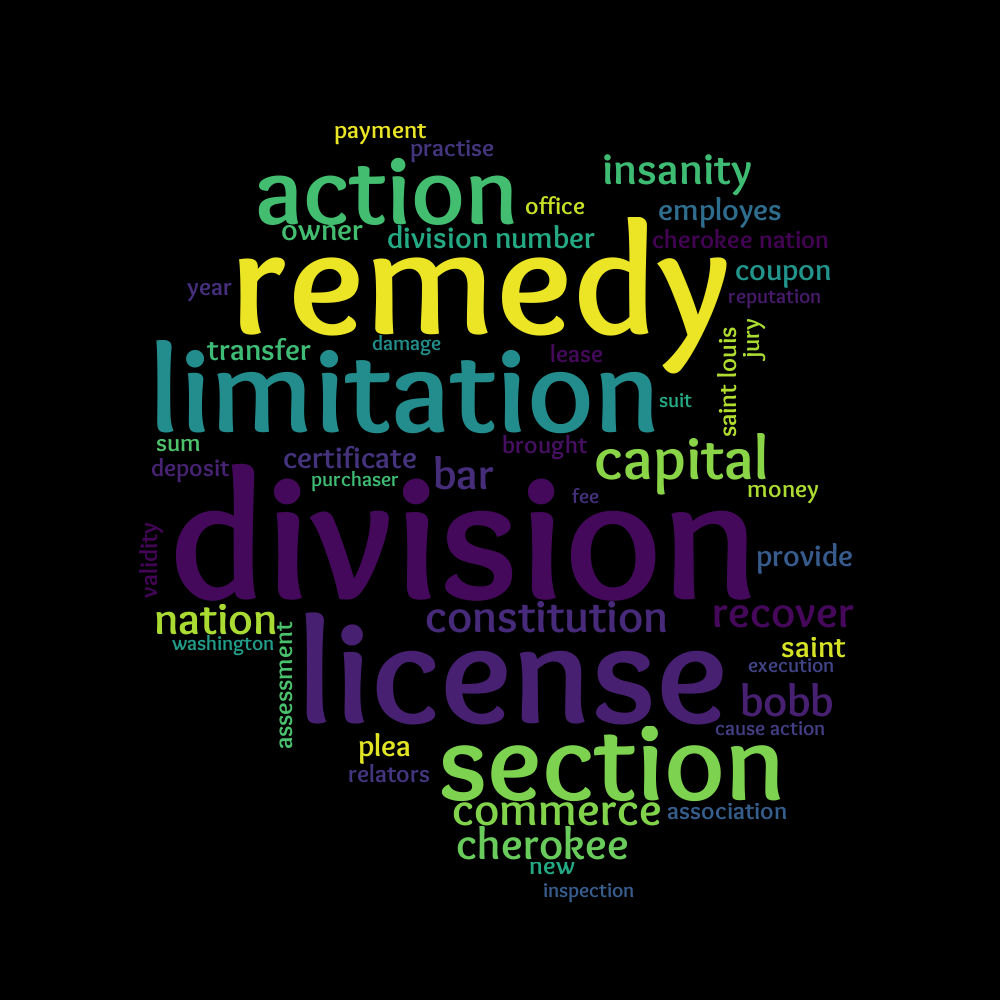 payment
practise
action
insanity
office
employes
owner
division number
cherokee nation
remedy
coupon
year
reputation
transfer
damage
lease
saint louis
jury
limitation
suit
sum
brought
certificate
bar
capital
deposit
purchaser
fee
money
division
validity
provide
nation
constitution
recover
washington
assessment
license
saint
execution
bobb
cause action
plea
relators
section
commerce
association
cherokee
new
inspection